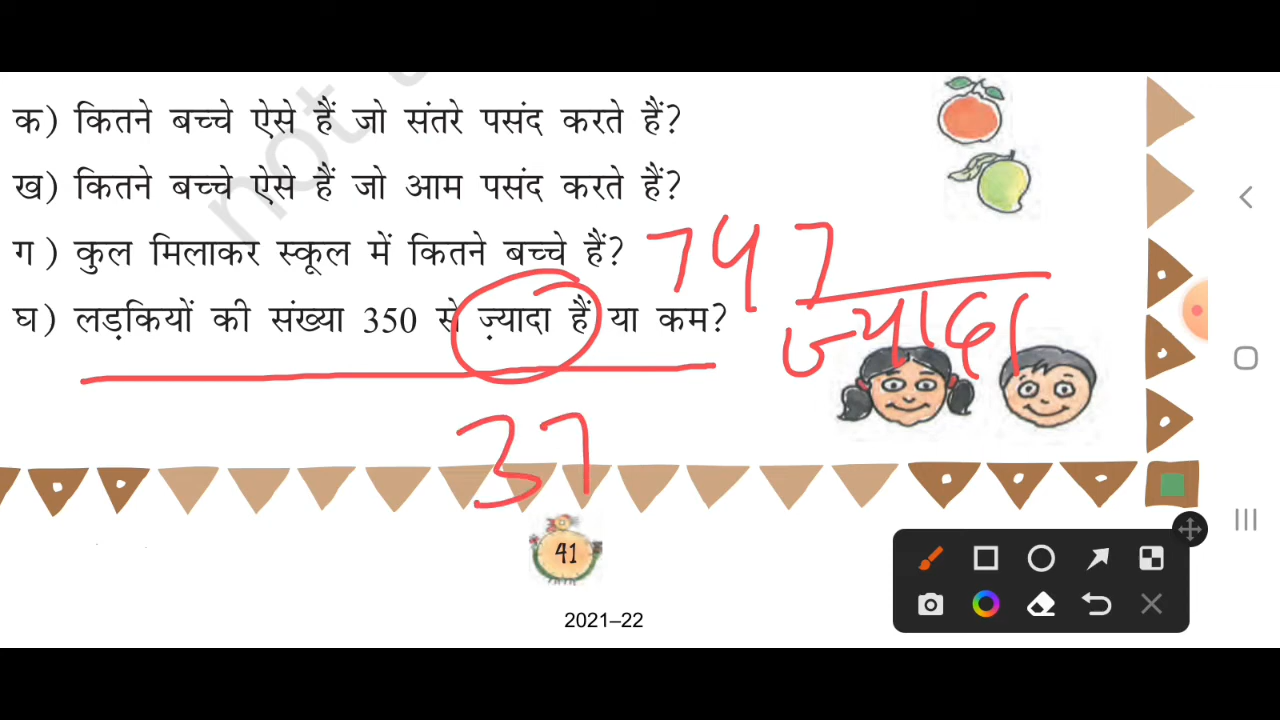 not
क) कितने बच्चे ऐसे हैं जो संतरे पसंद करते हैं?
ख) कितने बच्चे ऐसे हैं जो आम पसंद करते हैं?
ग) कुल मिलाकर स्कूल में कितने बच्चे हैं? 747
घ) लड़कियों की संख्या 350 से ज़्यादा हैं या कम? ज्यादा
37
41
2021–22